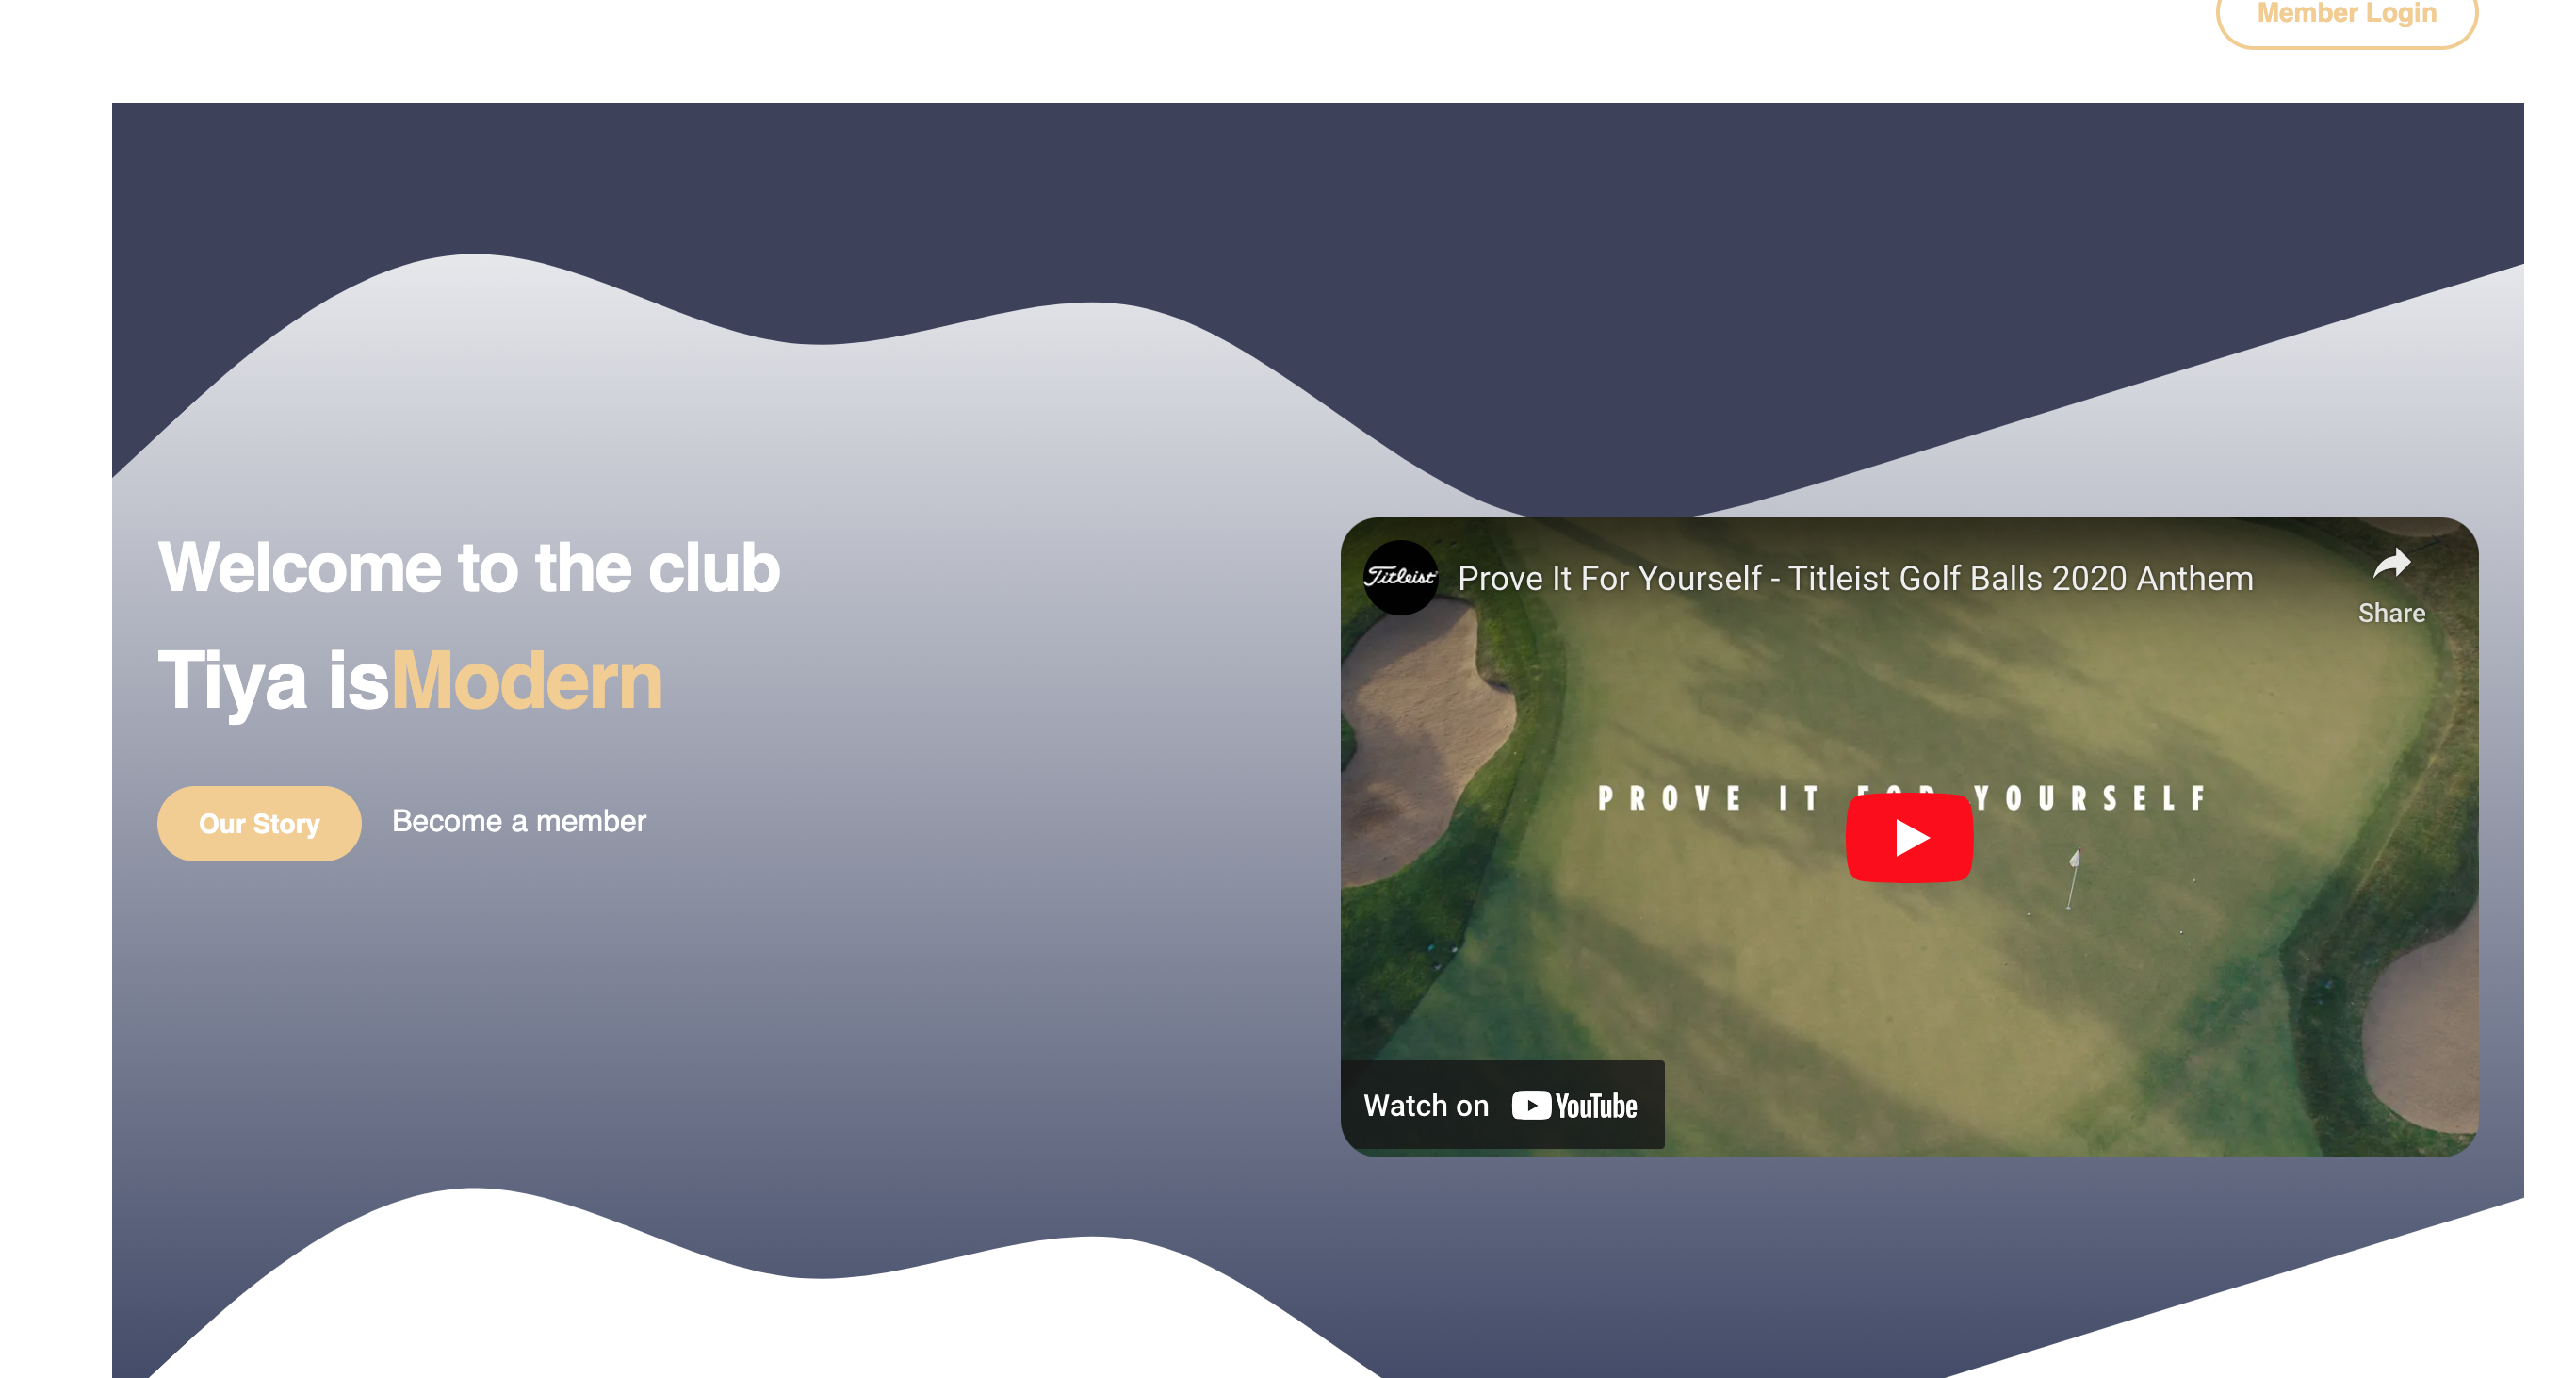 Member Login
Welcome to the club
Tiya isModern
Our Story
Become a member
Titleist
Prove It For Yourself - Titleist Golf Balls 2020 Anthem
Share
PROVE IT FOR YOURSELF
Watch on YouTube